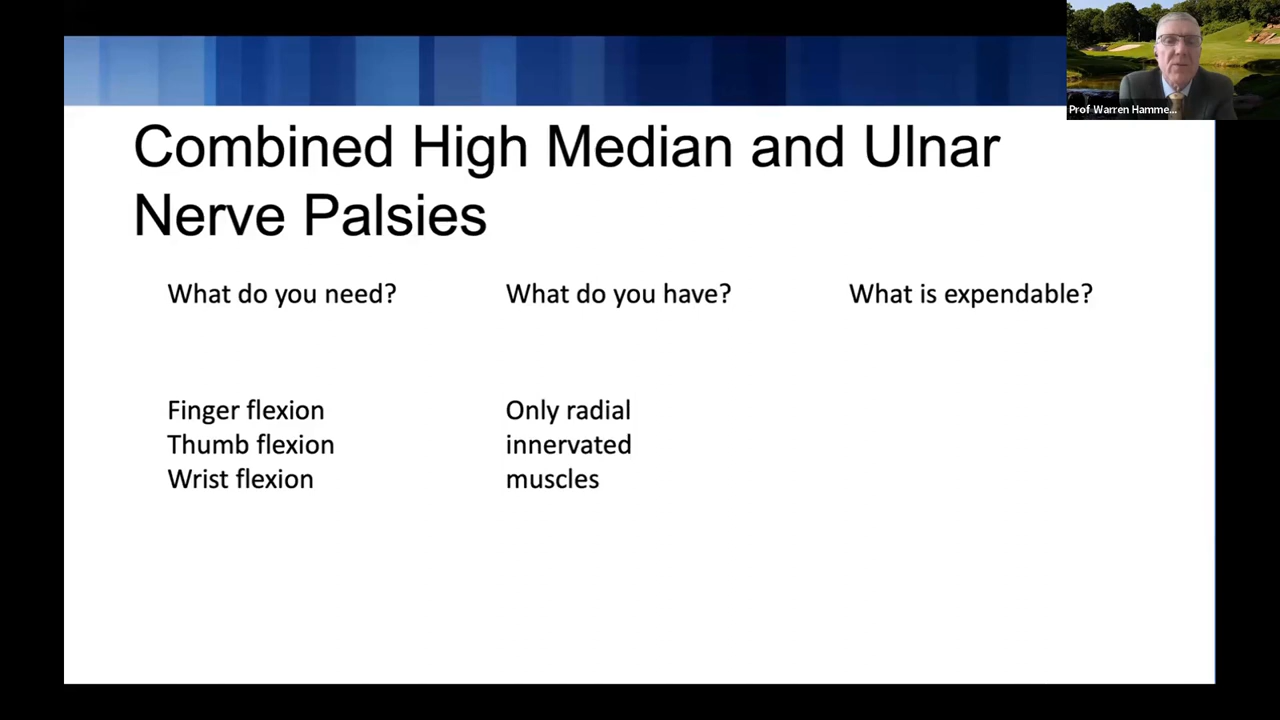 Prof Warren Hamme...
Combined High Median and Ulnar
Nerve Palsies
What do you need?
What do you have?
What is expendable?
Finger flexion
Thumb flexion
Wrist flexion
Only radial
innervated
muscles